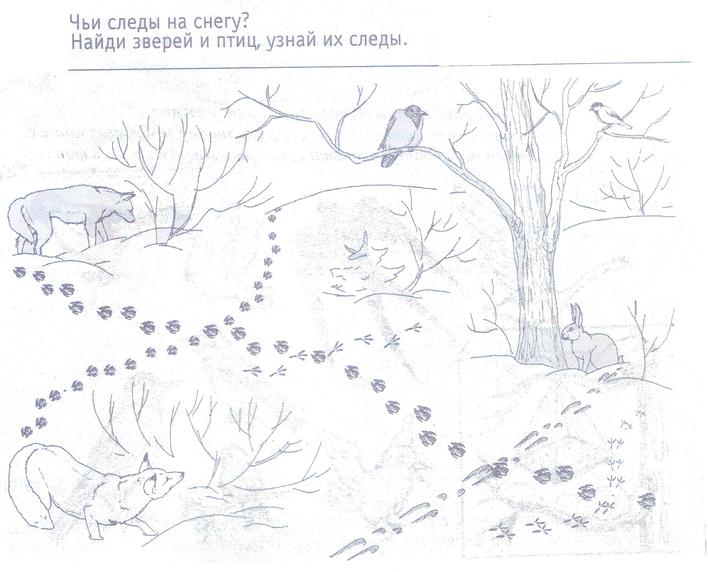 Чьи следы на снегу?
Найди зверей и птиц, узнай их следы.